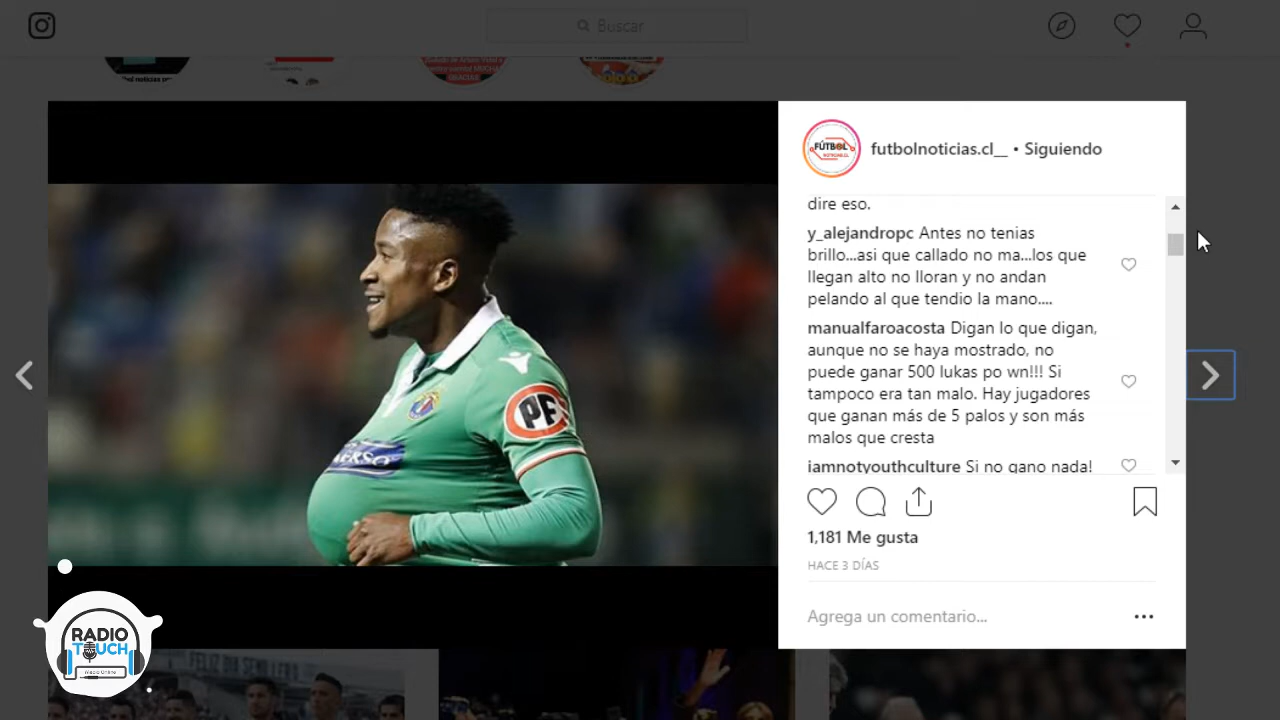 Buscar
futbolnoticias.cl__ • Siguiendo
FÚTBOL
dire eso.
y_alejandropc Antes no tenias
brillo...asi que callado no ma...los que
llegan alto no lloran y no andan
pelando al que tendio la mano....
manualfaroacosta Digan lo que digan,
aunque no se haya mostrado, no
puede ganar 500 lukas po wn!!! Si
tampoco era tan malo. Hay jugadores
que ganan más de 5 palos y son más
malos que cresta
iamnotyouthculture Si no gano nada!
1,181 Me gusta
HACE 3 DÍAS
Agrega un comentario...
PF
RADIO
TOUCH